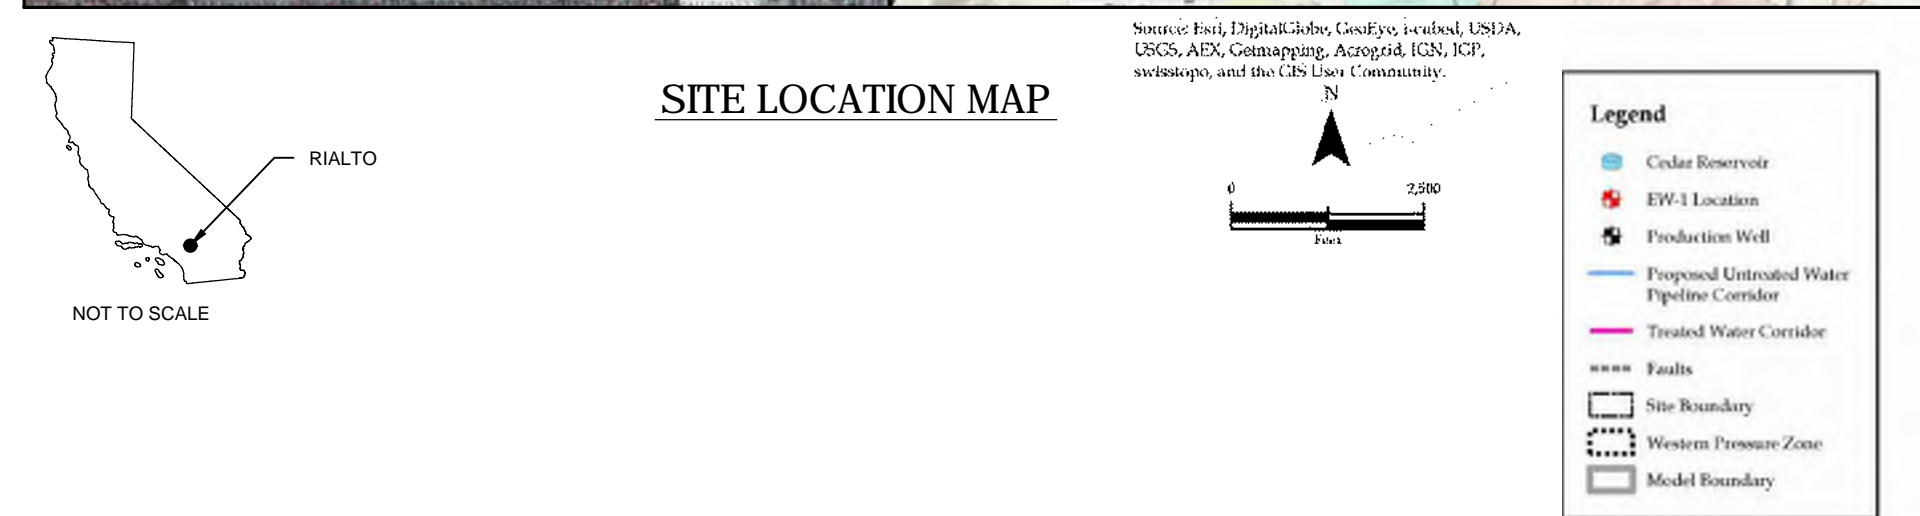 Source: Esri, DigitalGlobe, GeoEye, i-cubed, USDA,
USGS, AEX, Getmapping, Aerogrid, IGN, IGP,
swisstopo, and the GIS User Community.
SITE LOCATION MAP
N
0 2,500
Feet
RIALTO
NOT TO SCALE
Legend
Cedar Reservoir
EW-1 Location
Production Well
Proposed Untreated Water
Pipeline Corridor
Treated Water Corridor
Faults
Site Boundary
Western Pressure Zone
Model Boundary